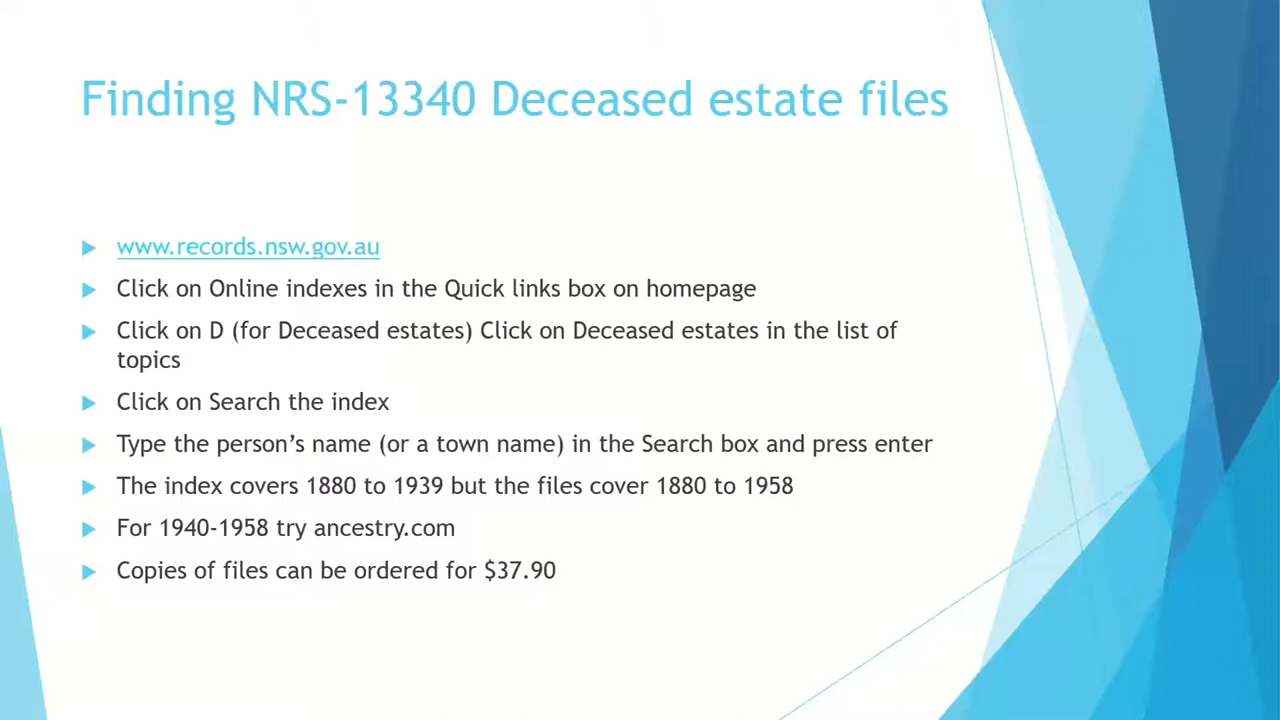 Finding NRS-13340 Deceased estate files
www.records.nsw.gov.au
Click on Online indexes in the Quick links box on homepage
Click on D (for Deceased estates) Click on Deceased estates in the list of
topics
Click on Search the index
Type the person’s name (or a town name) in the Search box and press enter
The index covers 1880 to 1939 but the files cover 1880 to 1958
For 1940-1958 try ancestry.com
Copies of files can be ordered for $37.90